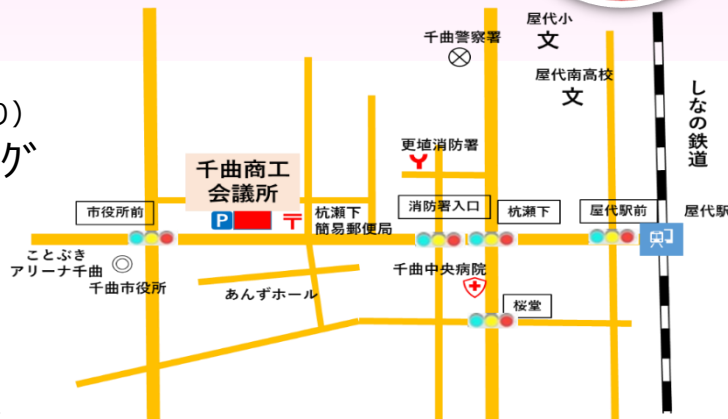 屋代小
文
千曲警察署
屋代南高校
文
しなの鉄道
り)
グ
更埴消防署
千曲商工
会議所
P
市役所前
杭瀬下
簡易郵便局
消防署入口
杭瀬下
屋代駅前
屋代駅
ことぶき
アリーナ千曲
千曲市役所
あんずホール
千曲中央病院
桜堂